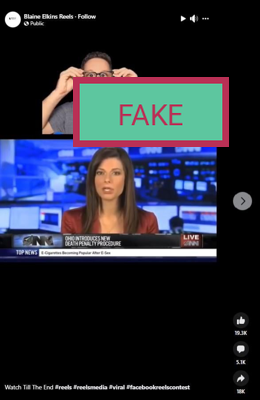 Blaine Elkins Reels · Follow
Public
FAKE
OHIO INTRODUCES NEW
DEATH PENALTY PROCEDURE
LIVE
TOP NEWS
E-Cigarettes Becoming Popular After E-Sex
19.3K
5.1K
18K
Watch Till The End #reels #reelsmedia #viral #facebookreelscontest